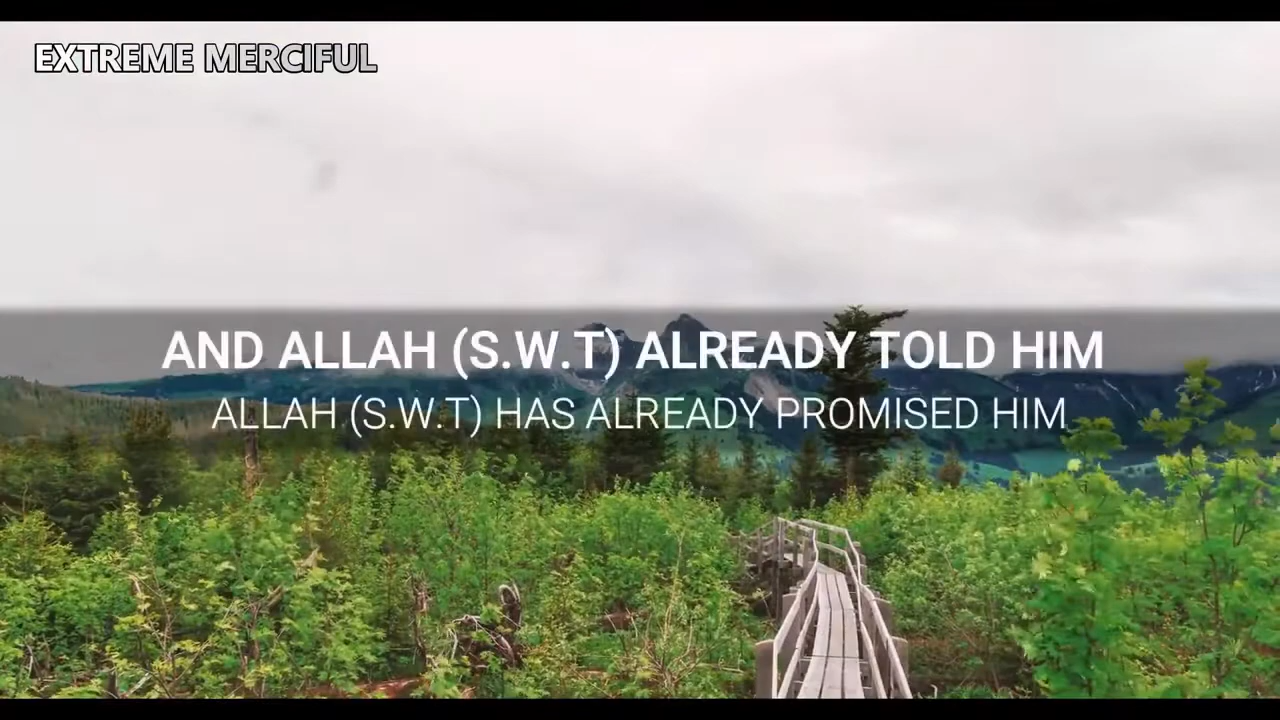 EXTREME MERCIFUL
AND ALLAH (S.W.T) ALREADY TOLD HIM
ALLAH (S.W.T) HAS ALREADY PROMISED HIM